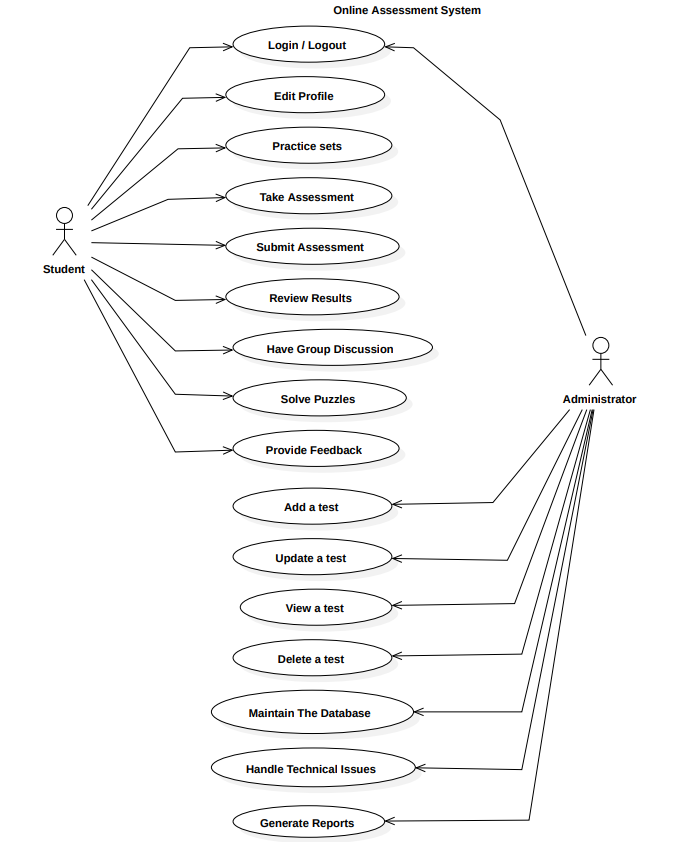 Online Assessment System
Login / Logout
Edit Profile
Practice sets
Take Assessment
Submit Assessment
Student
Review Results
Have Group Discussion
Solve Puzzles
Administrator
Provide Feedback
Add a test
Update a test
View a test
Delete a test
Maintain The Database
Handle Technical Issues
Generate Reports